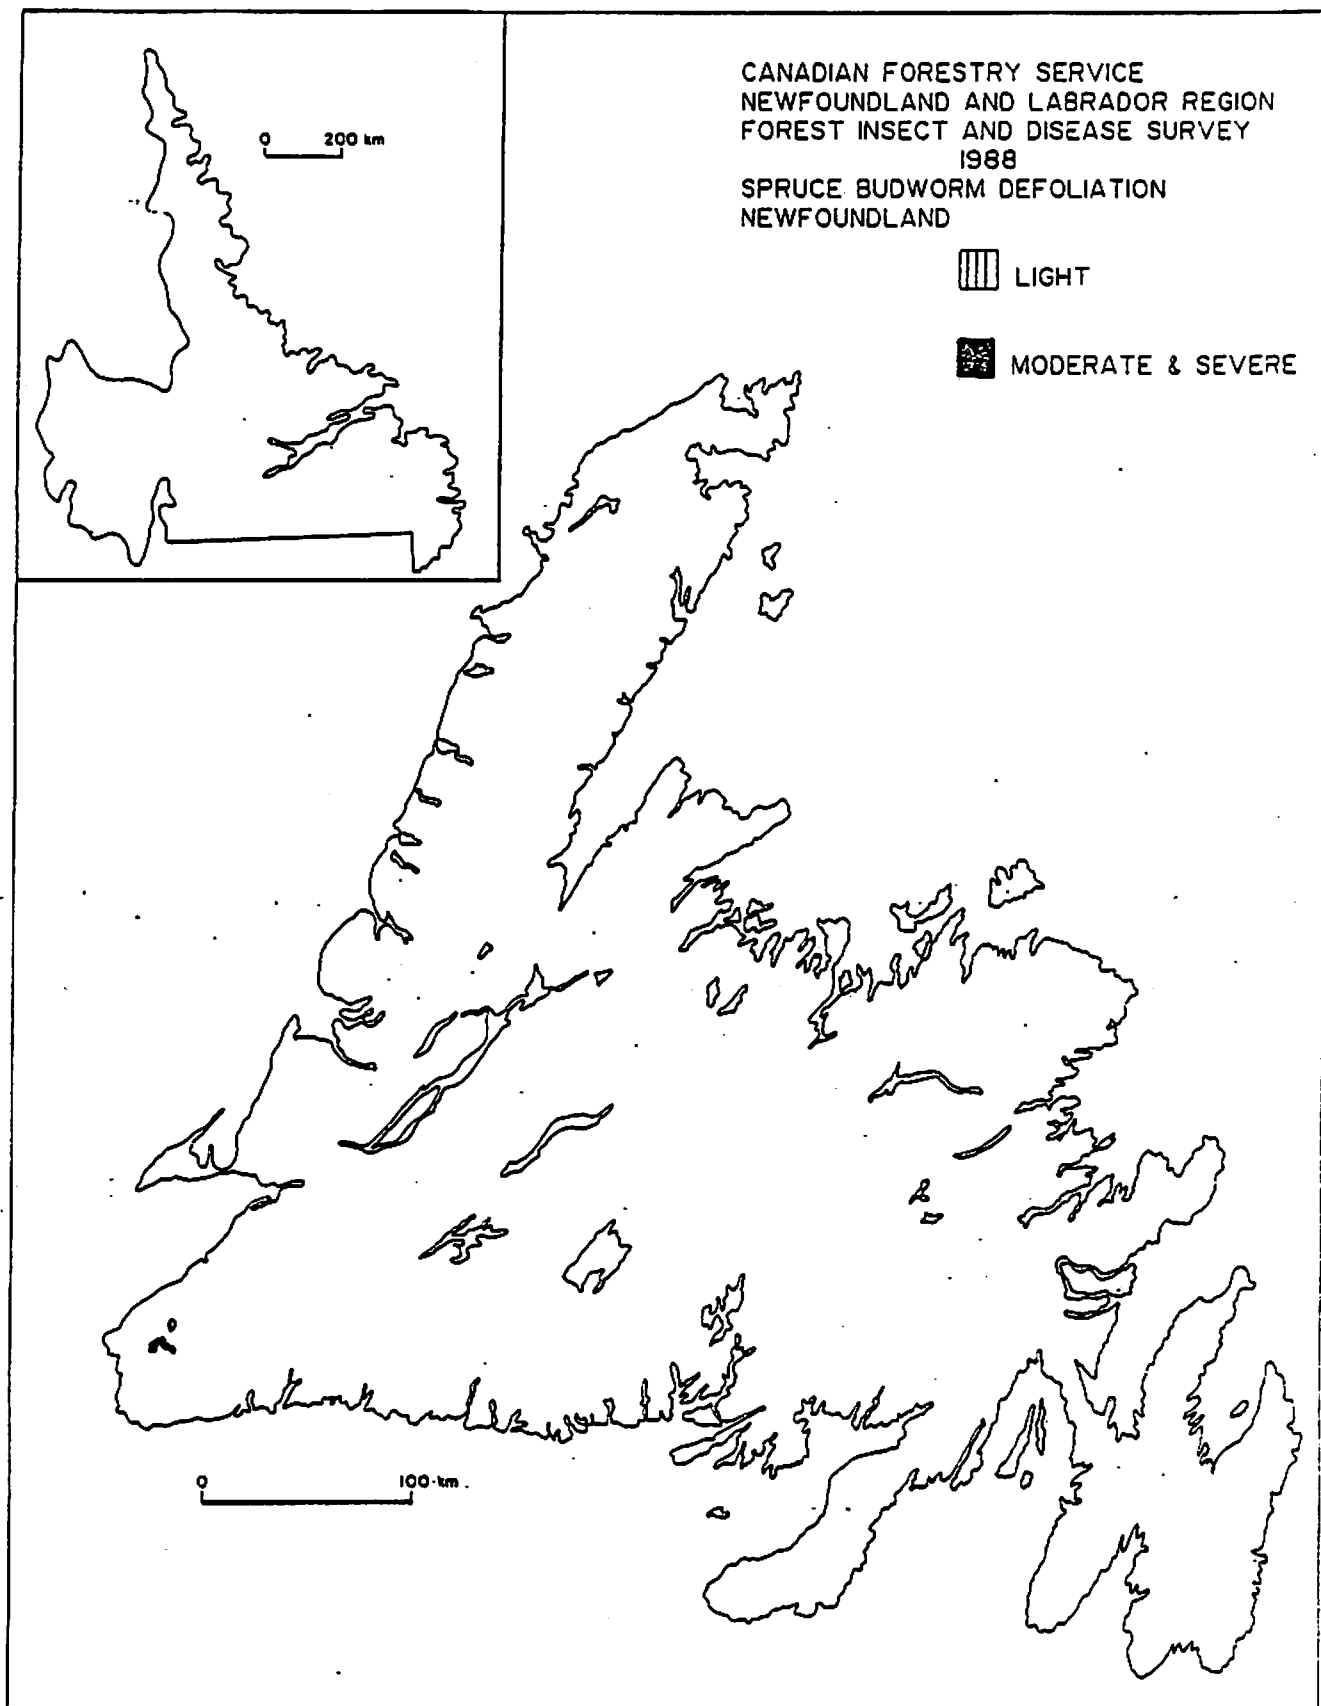 CANADIAN FORESTRY SERVICE
NEWFOUNDLAND AND LABRADOR REGION
FOREST INSECT AND DISEASE SURVEY
1988
SPRUCE BUDWORM DEFOLIATION
NEWFOUNDLAND
LIGHT
MODERATE & SEVERE
0 200 km
0 100 km